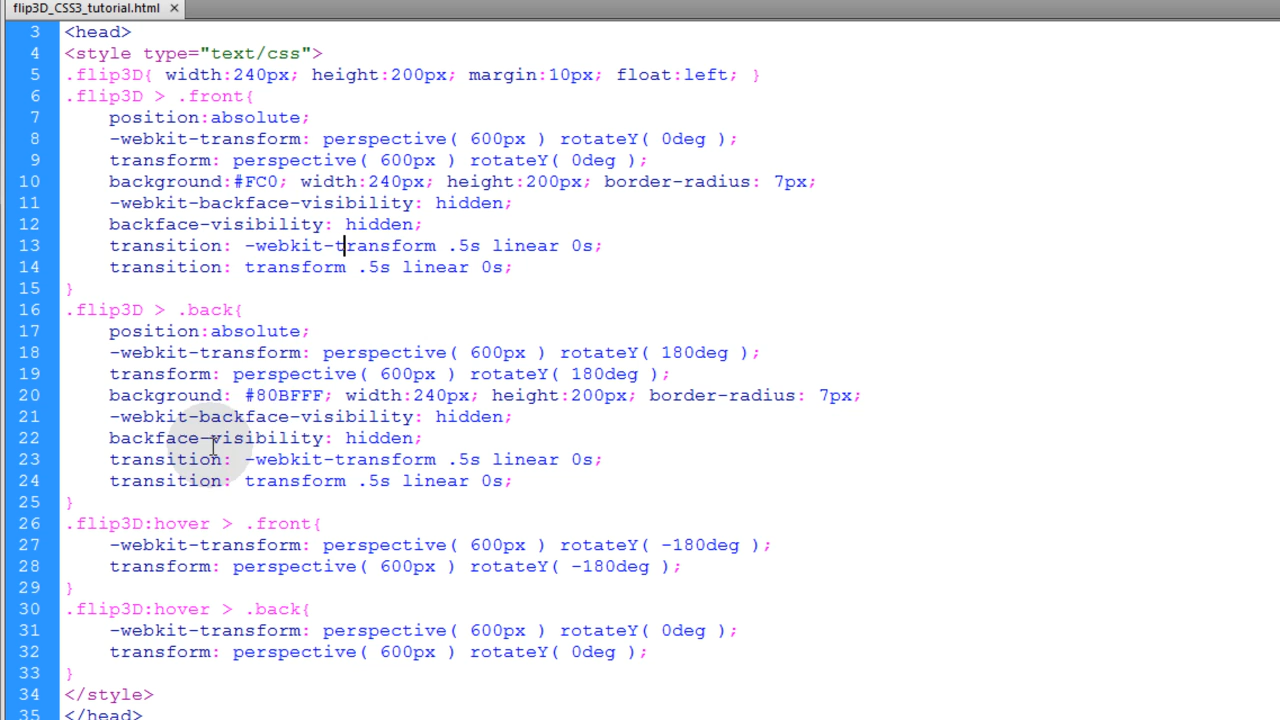 flip3D_CSS3_tutorial.html ×
3 <head>
4 <style type="text/css">
5 .flip3D{ width:240px; height:200px; margin:10px; float:left; }
6 .flip3D > .front{
7 position:absolute;
8 -webkit-transform: perspective( 600px ) rotateY( 0deg );
9 transform: perspective( 600px ) rotateY( 0deg );
10 background:#FC0; width:240px; height:200px; border-radius: 7px;
11 -webkit-backface-visibility: hidden;
12 backface-visibility: hidden;
13 transition: -webkit-transform .5s linear 0s;
14 transition: transform .5s linear 0s;
15 }
16 .flip3D > .back{
17 position:absolute;
18 -webkit-transform: perspective( 600px ) rotateY( 180deg );
19 transform: perspective( 600px ) rotateY( 180deg );
20 background: #80BFFF; width:240px; height:200px; border-radius: 7px;
21 -webkit-backface-visibility: hidden;
22 backface-visibility: hidden;
23 transition: -webkit-transform .5s linear 0s;
24 transition: transform .5s linear 0s;
25 }
26 .flip3D:hover > .front{
27 -webkit-transform: perspective( 600px ) rotateY( -180deg );
28 transform: perspective( 600px ) rotateY( -180deg );
29 }
30 .flip3D:hover > .back{
31 -webkit-transform: perspective( 600px ) rotateY( 0deg );
32 transform: perspective( 600px ) rotateY( 0deg );
33 }
34 </style>
35 </head>